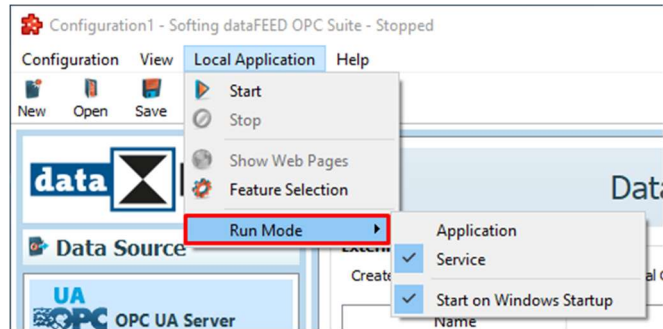 Configuration1 - Softing dataFEED OPC Suite - Stopped
Configuration View Local Application Help
New Open Save
Start
Stop
Show Web Pages
Feature Selection
Run Mode
Application
Service
Start on Windows Startup
data
Data Source
UA
OPC
OPC UA Server
Create
Name